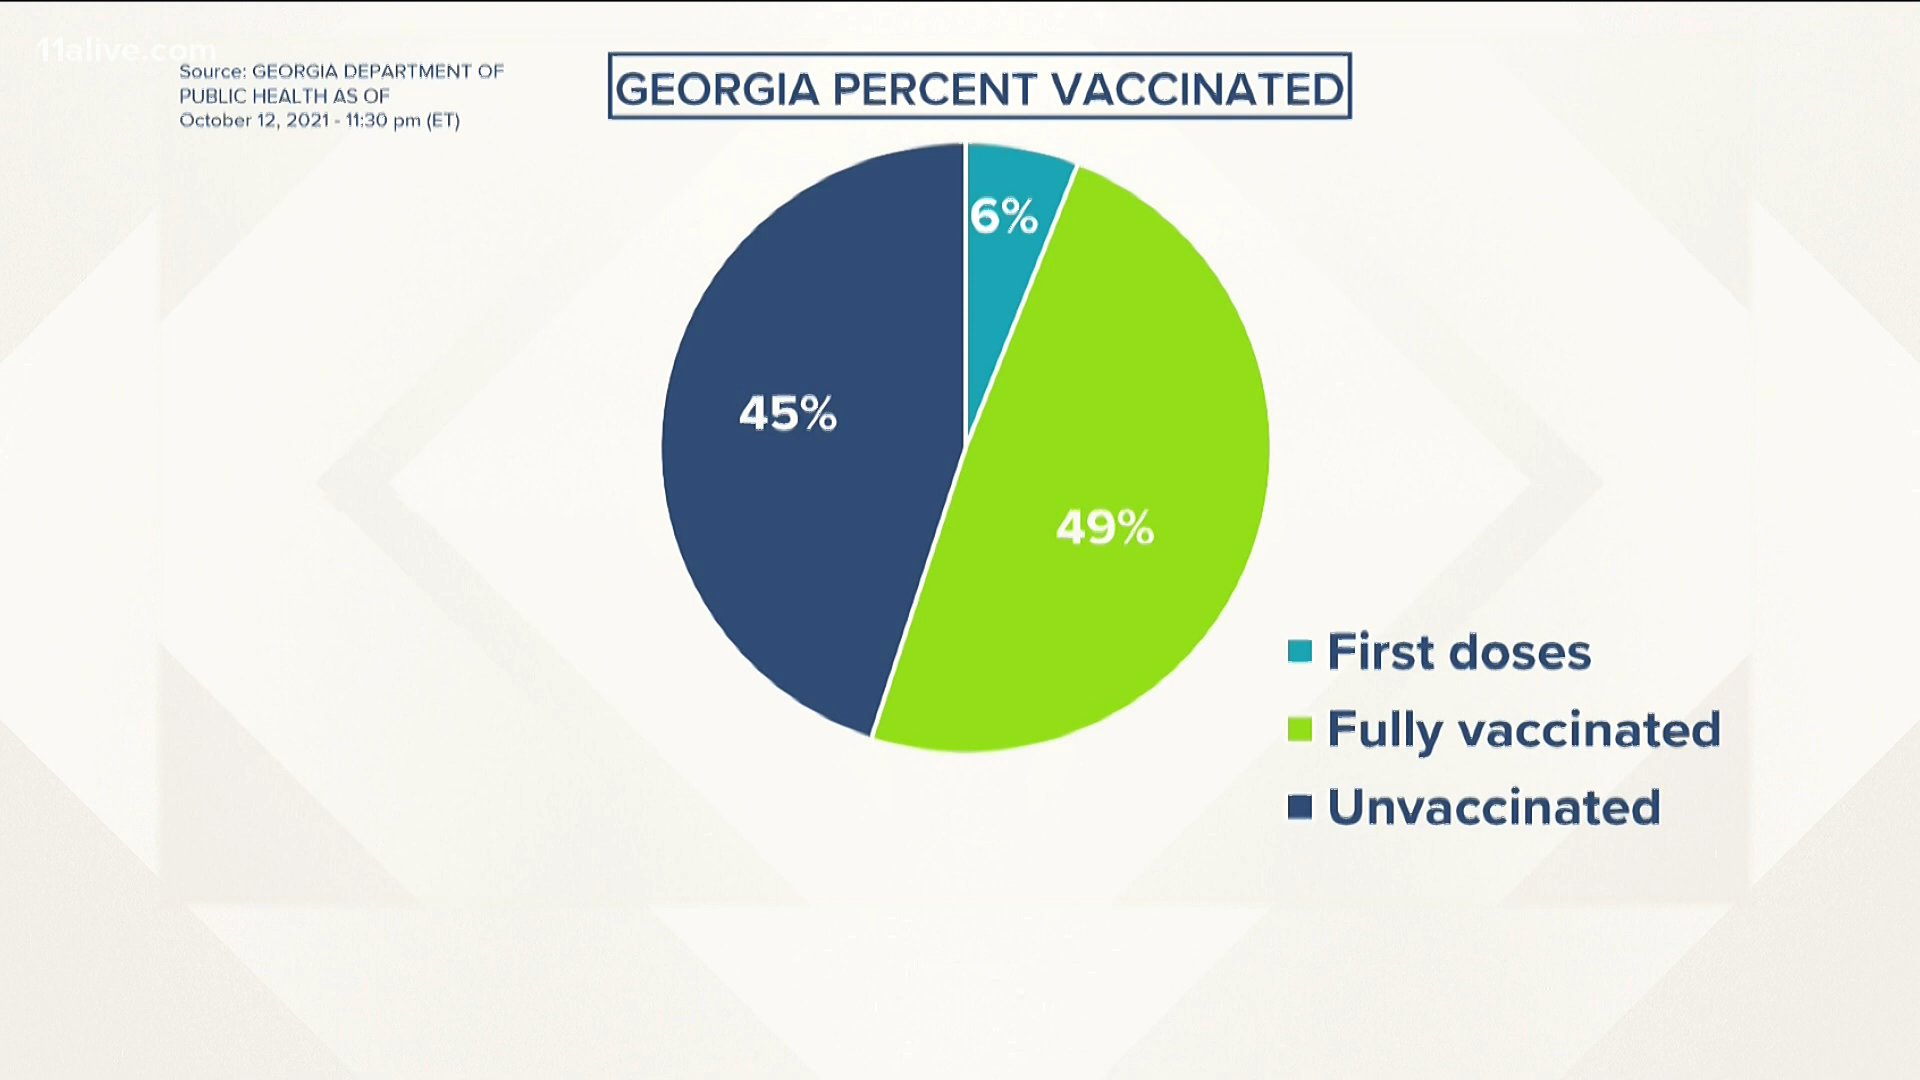 11alive.com
Source: GEORGIA DEPARTMENT OF
PUBLIC HEALTH AS OF
October 12, 2021 - 11:30 pm (ET)
GEORGIA PERCENT VACCINATED
6%
45%
49%
First doses
Fully vaccinated
Unvaccinated